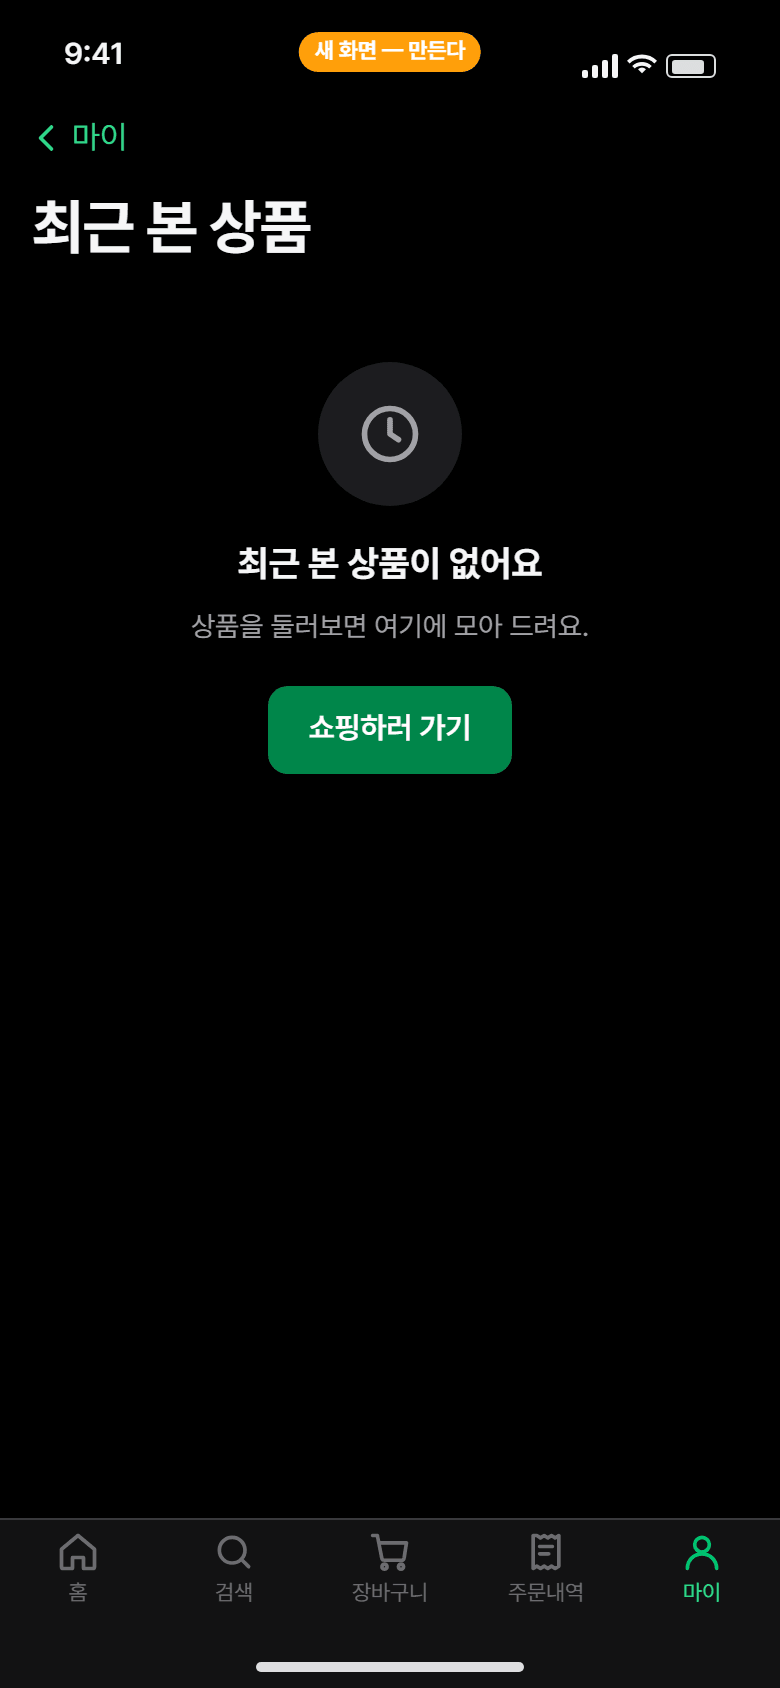 9:41
새 화면 — 만든다
마이
최근 본 상품
최근 본 상품이 없어요
상품을 둘러보면 여기에 모아 드려요.
쇼핑하러 가기
홈
검색
장바구니
주문내역
마이